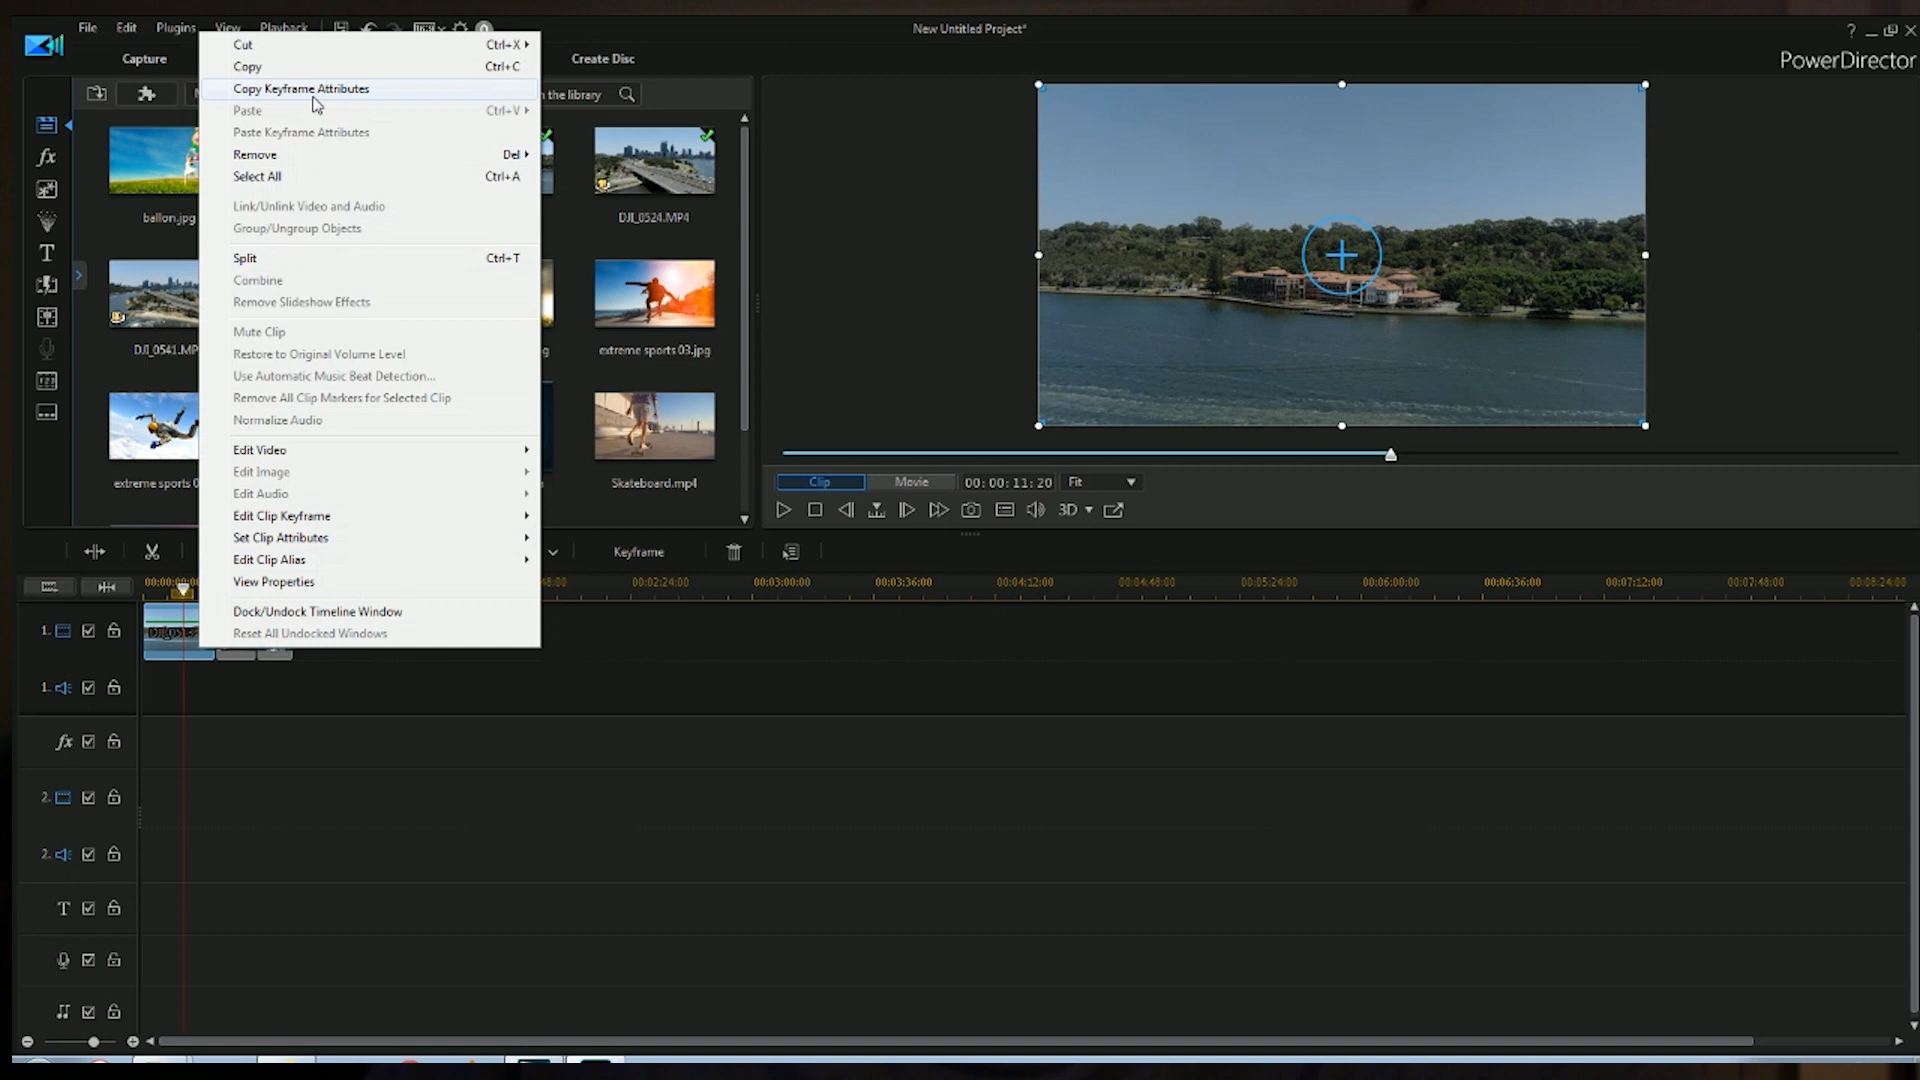 File Edit Plugins View Playback
New Untitled Project*
PowerDirector
Capture
Create Disc
n the library
Cut Ctrl+X
Copy Ctrl+C
Copy Keyframe Attributes
Paste Ctrl+V
Paste Keyframe Attributes
Remove Del
Select All Ctrl+A
Link/Unlink Video and Audio
Group/Ungroup Objects
Split Ctrl+T
Combine
Remove Slideshow Effects
Mute Clip
Restore to Original Volume Level
Use Automatic Music Beat Detection...
Remove All Clip Markers for Selected Clip
Normalize Audio
Edit Video
Edit Image
Edit Audio
Edit Clip Keyframe
Set Clip Attributes
Edit Clip Alias
View Properties
Dock/Undock Timeline Window
Reset All Undocked Windows
ballon.jpg
DJI_0524.MP4
DJI_0541.MP
extreme sports 03.jpg
extreme sports 0
Skateboard.mp4
Clip Movie 00:00:11:20 Fit
3D
Keyframe
00:02:24:00 00:03:00:00 00:03:36:00 00:04:12:00 00:04:48:00 00:05:24:00 00:06:00:00 00:06:36:00 00:07:12:00 00:07:48:00 00:08:24:00
1.
1.
fx
2.
2.
T